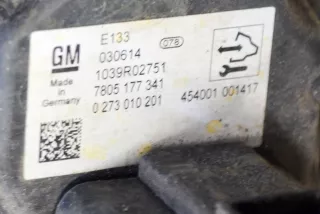 E133
GM
030614
078
1039R02751
Made in Germany
7805 177 341
0 273 010 201
454001 001417